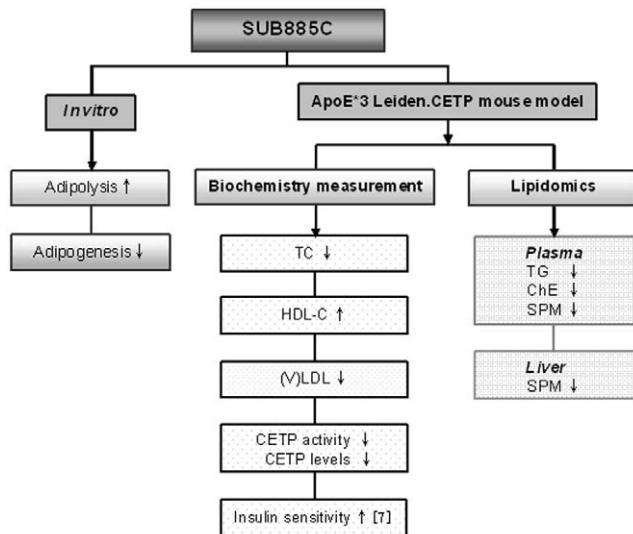 SUB885C
Invitro
ApoE*3 Leiden.CETP mouse model
Adipolysis ↑
Adipogenesis ↓
Biochemistry measurement
TC ↓
HDL-C ↑
(V)LDL ↓
CETP activity ↓
CETP levels ↓
Insulin sensitivity ↑ [7]
Lipidomics
Plasma
TG ↓
ChE ↓
SPM ↓
Liver
SPM ↓